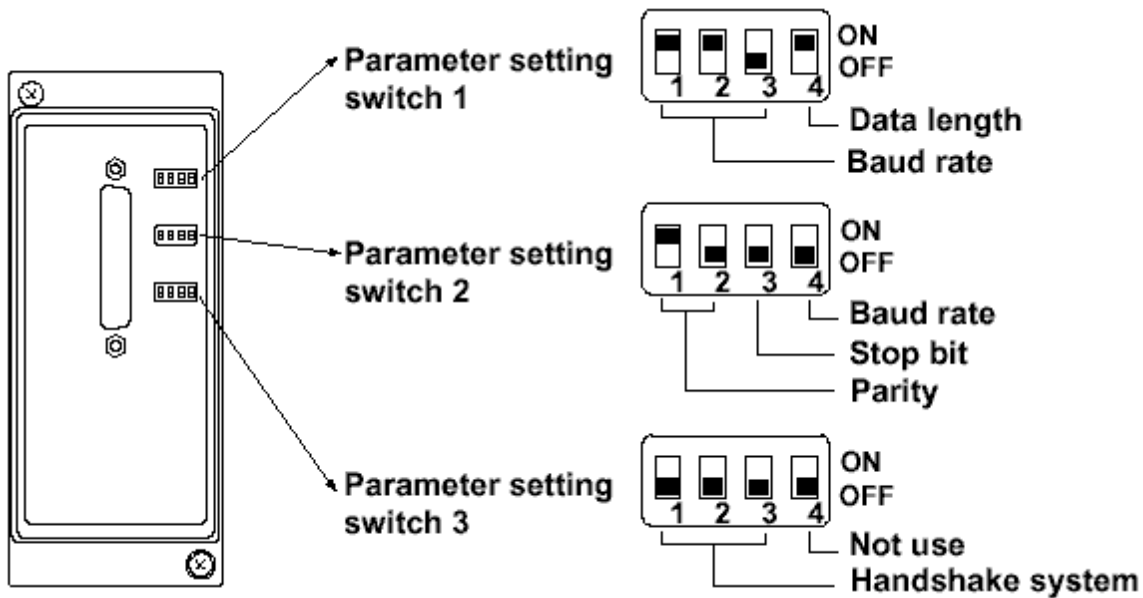 Parameter setting
switch 1
ON
OFF
1 2 3 4
Data length
Baud rate
Parameter setting
switch 2
ON
OFF
1 2 3 4
Baud rate
Stop bit
Parity
Parameter setting
switch 3
ON
OFF
1 2 3 4
Not use
Handshake system